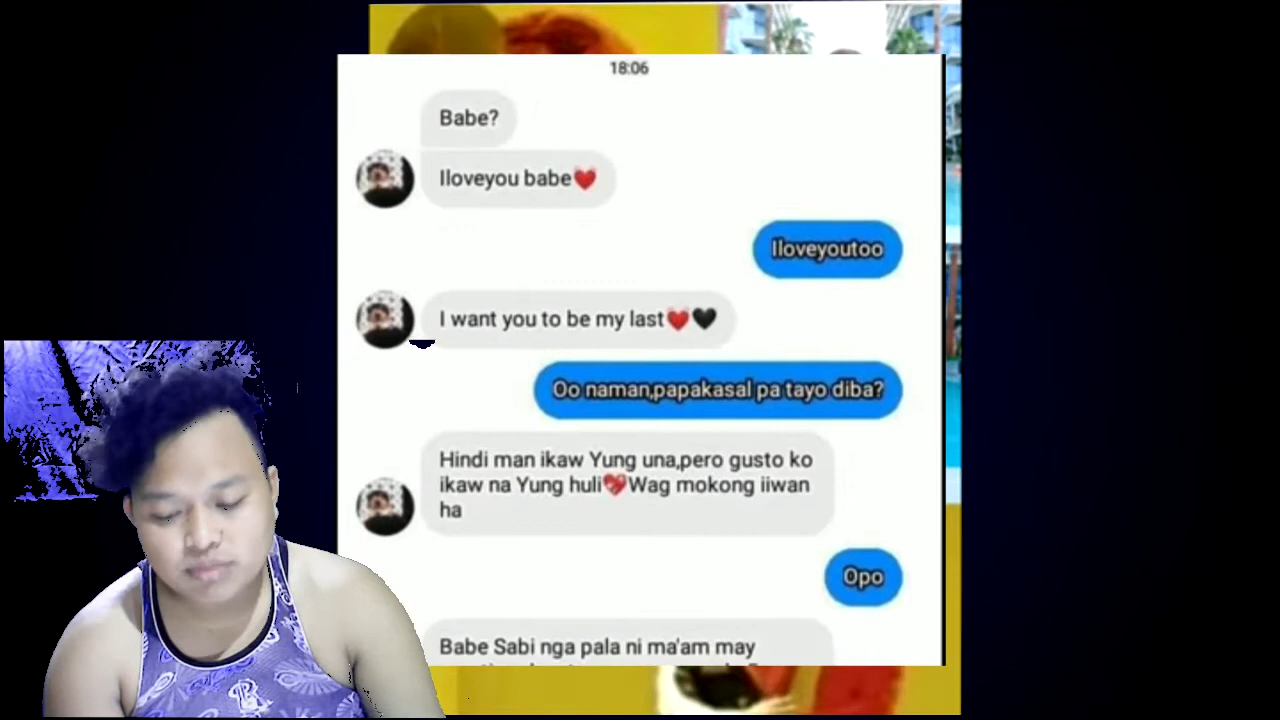 18:06
Babe?
Iloveyou babe❤️
Iloveyoutoo
I want you to be my last❤️🖤
Oo naman,papakasal pa tayo diba?
Hindi man ikaw Yung una,pero gusto ko
ikaw na Yung huli💖Wag mokong iiwan
ha
Opo
Babe Sabi nga pala ni ma'am may